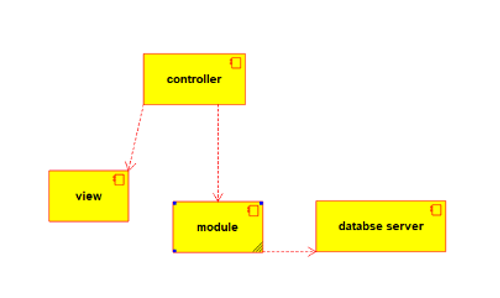 controller
view
module
databse server